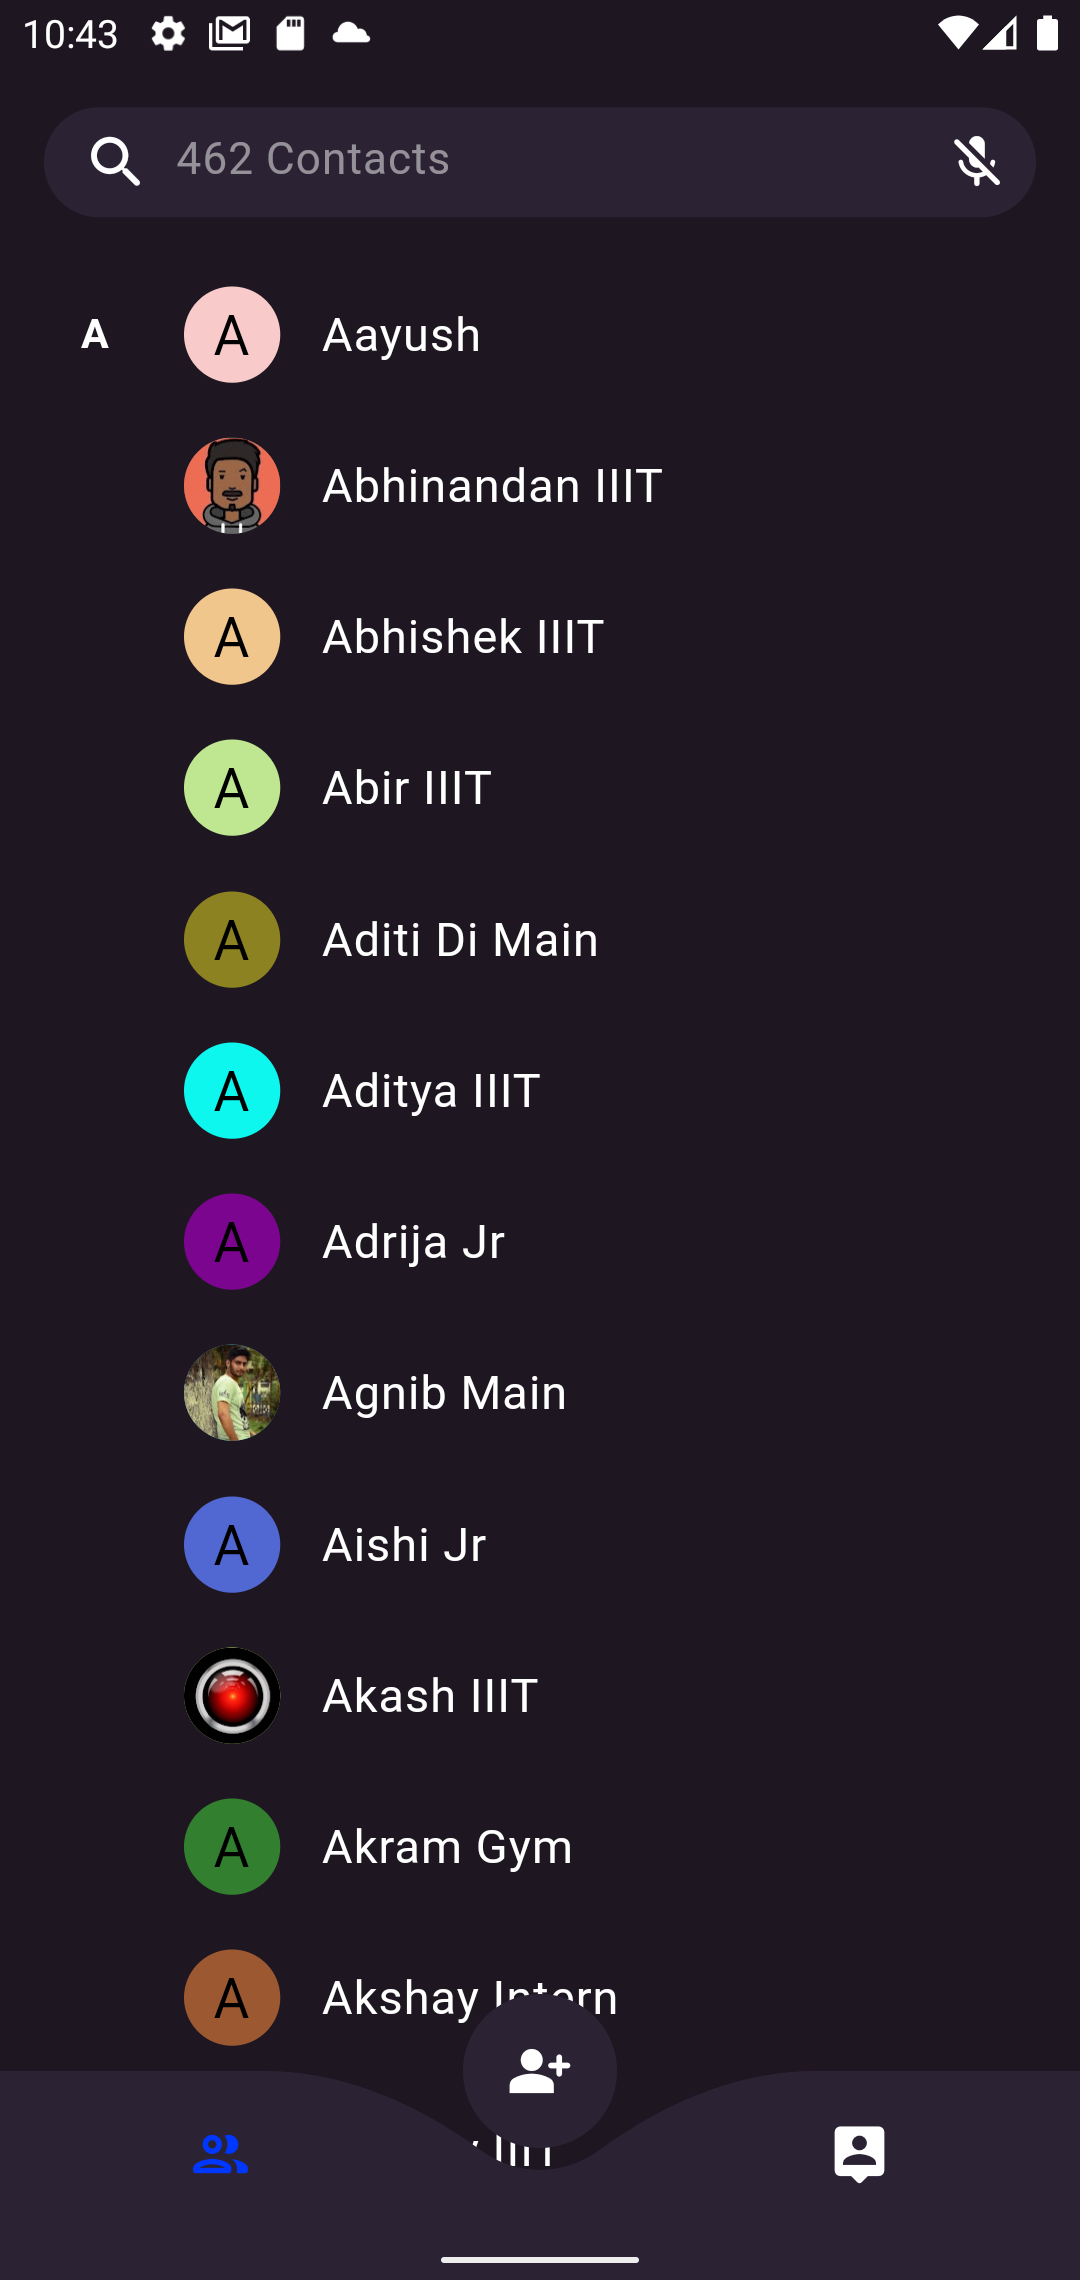 10:43
462 Contacts
A
A Aayush
Abhinandan IIIT
A Abhishek IIIT
A Abir IIIT
A Aditi Di Main
A Aditya IIIT
A Adrija Jr
Agnib Main
A Aishi Jr
Akash IIIT
A Akram Gym
A Akshay Intern